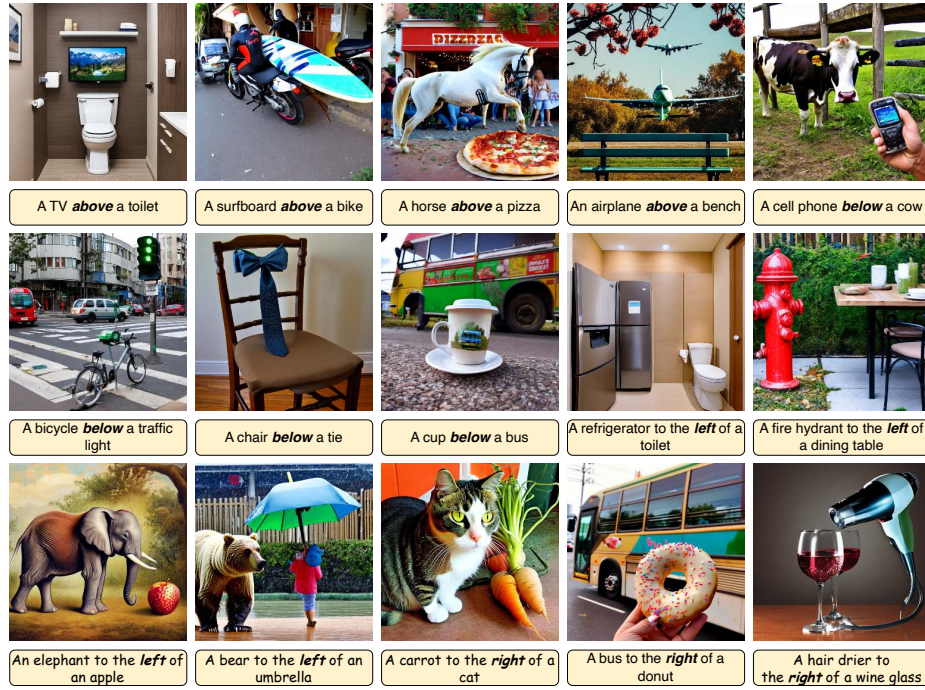 DIZZDZAC
A TV above a toilet
A surfboard above a bike
A horse above a pizza
An airplane above a bench
A cell phone below a cow
A bicycle below a traffic
light
A chair below a tie
A cup below a bus
A refrigerator to the left of a
toilet
A fire hydrant to the left of
a dining table
An elephant to the left of
an apple
A bear to the left of an
umbrella
A carrot to the right of a
cat
A bus to the right of a
donut
A hair drier to
the right of a wine glass